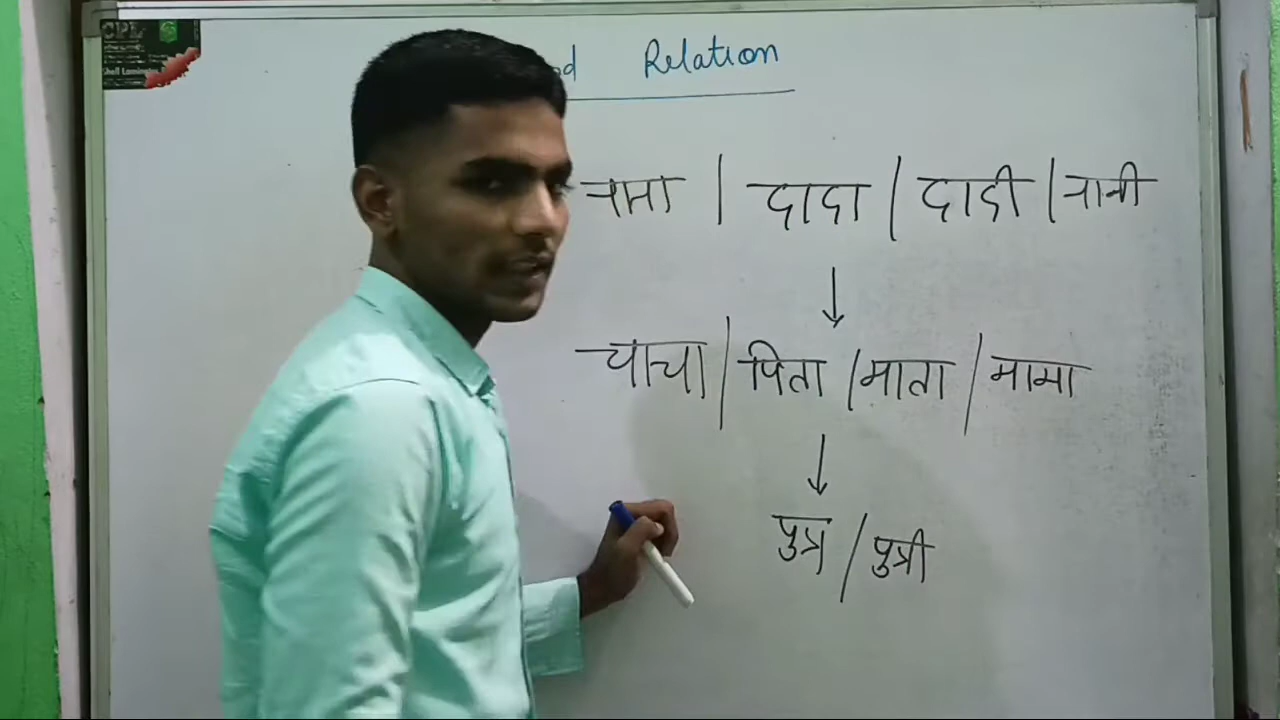 Relation
नाना | दादा / दादी | नानी
चाचा / पिता / माता / मामा
पुत्र / पुत्री